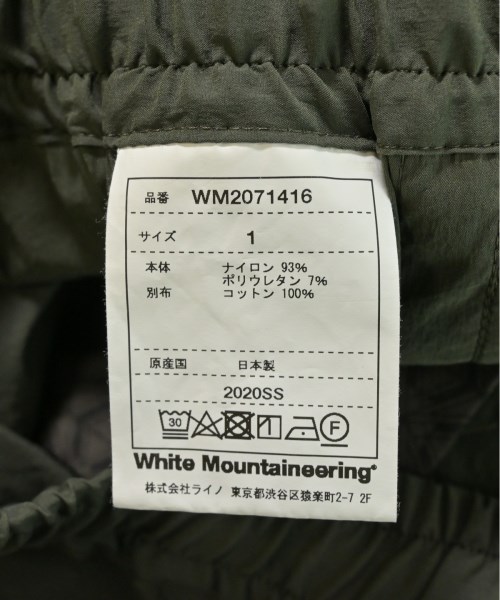 品番 WM2071416
サイズ 1
本体 ナイロン 93%
ポリウレタン 7%
別布 コットン 100%
原産国 日本製
2020SS
30 F
White Mountaineering®
株式会社ライノ 東京都渋谷区猿楽町2-7 2F